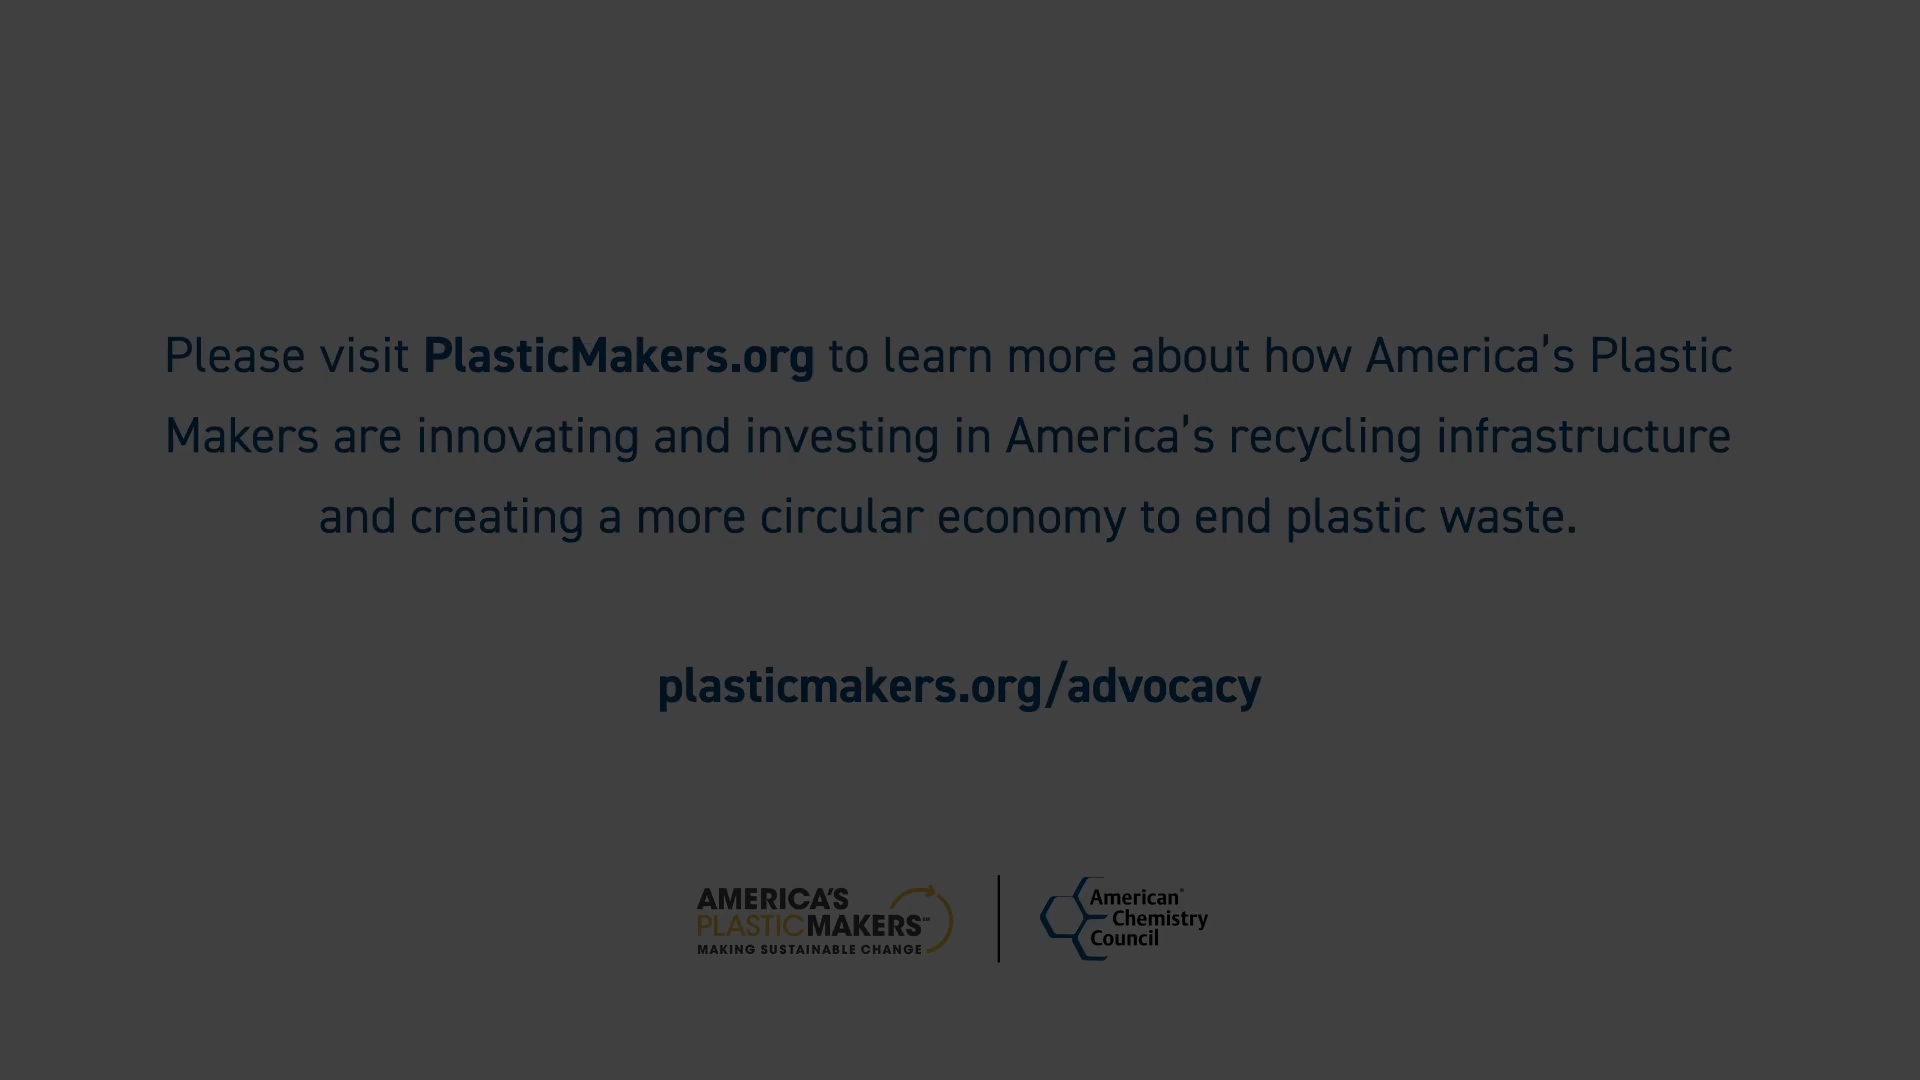 Please visit PlasticMakers.org to learn more about how America’s Plastic
Makers are innovating and investing in America’s recycling infrastructure
and creating a more circular economy to end plastic waste.
plasticmakers.org/advocacy
AMERICA’S
PLASTICMAKERS℠
MAKING SUSTAINABLE CHANGE
American®
Chemistry
Council